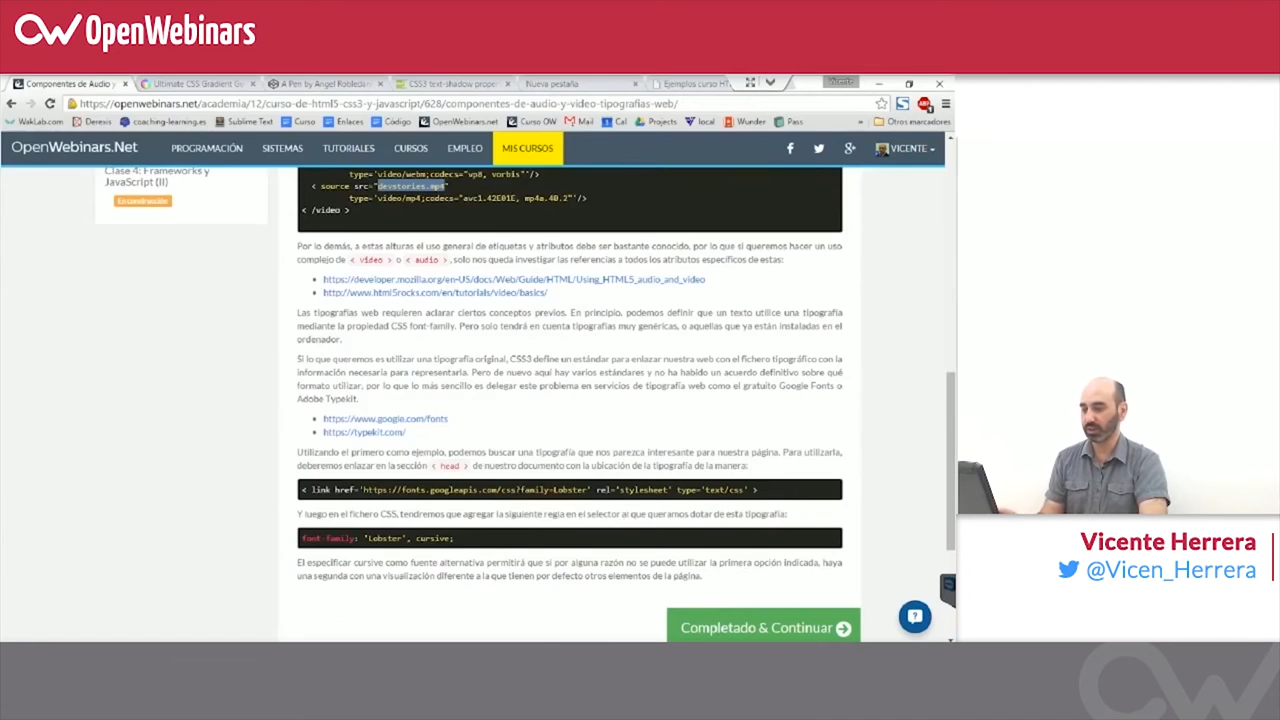 OpenWebinars
Componentes de Audio y
Ultimate CSS Gradient Ge
A Pen by Angel Robledan
CSS3 text-shadow prope
Nueva pestaña
Ejemplos curso HT
Vicente
https://openwebinars.net/academia/12/curso-de-html5-css3-y-javascript/628/componentes-de-audio-y-video-tipografias-web/
WakLab.com
Derexis
coaching-learning.es
Sublime Text
Curso
Enlaces
Código
OpenWebinars.net
Curso OW
Mail
Cal
Projects
local
Wunder
Pass
»
Otros marcadores
OpenWebinars.Net
PROGRAMACIÓN
SISTEMAS
TUTORIALES
CURSOS
EMPLEO
MIS CURSOS
VICENTE
Clase 4: Frameworks y
JavaScript (II)
En construcción
type='video/webm;codecs="vp8, vorbis"'/>
< source src="devstories.mp4"
type='video/mp4;codecs="avc1.42E01E, mp4a.40.2"'/>
< /video >
Por lo demás, a estas alturas el uso general de etiquetas y atributos debe ser bastante conocido, por lo que si queremos hacer un uso
complejo de < video > o < audio >, solo nos queda investigar las referencias a todos los atributos específicos de estas:
https://developer.mozilla.org/en-US/docs/Web/Guide/HTML/Using_HTML5_audio_and_video
http://www.html5rocks.com/en/tutorials/video/basics/
Las tipografías web requieren aclarar ciertos conceptos previos. En principio, podemos definir que un texto utilice una tipografía
mediante la propiedad CSS font-family. Pero solo tendrá en cuenta tipografías muy genéricas, o aquellas que ya están instaladas en el
ordenador.
Si lo que queremos es utilizar una tipografía original, CSS3 define un estándar para enlazar nuestra web con el fichero tipográfico con la
información necesaria para representarla. Pero de nuevo aquí hay varios estándares y no ha habido un acuerdo definitivo sobre qué
formato utilizar, por lo que lo más sencillo es delegar este problema en servicios de tipografía web como el gratuito Google Fonts o
Adobe Typekit.
https://www.google.com/fonts
https://typekit.com/
Utilizando el primero como ejemplo, podemos buscar una tipografía que nos parezca interesante para nuestra página. Para utilizarla,
deberemos enlazar en la sección < head > de nuestro documento con la ubicación de la tipografía de la manera:
< link href='https://fonts.googleapis.com/css?family=Lobster' rel='stylesheet' type='text/css' >
Y luego en el fichero CSS, tendremos que agregar la siguiente regla en el selector al que queramos dotar de esta tipografía:
font-family: 'Lobster', cursive;
El especificar cursive como fuente alternativa permitirá que si por alguna razón no se puede utilizar la primera opción indicada, haya
una segunda con una visualización diferente a la que tienen por defecto otros elementos de la página.
Completado & Continuar
Vicente Herrera
@Vicen_Herrera